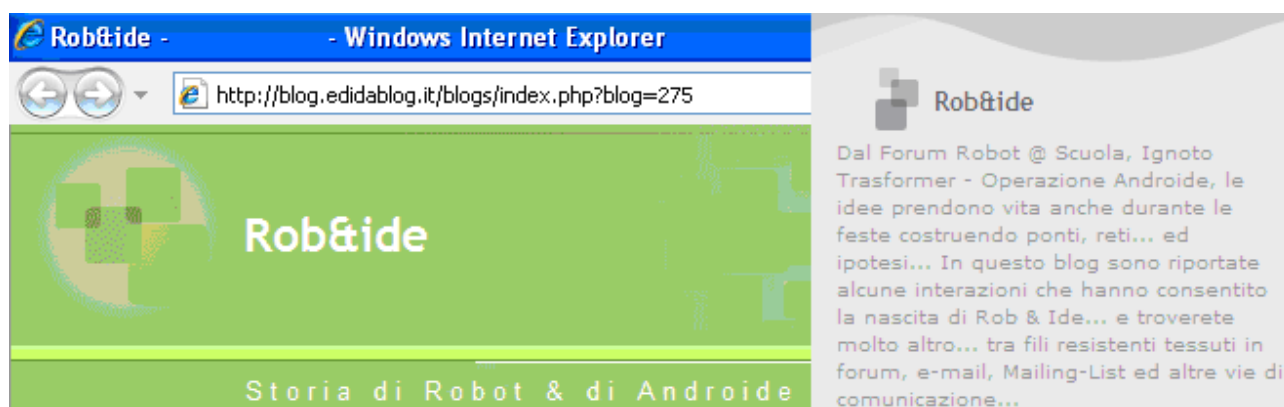 Rob&ide - - Windows Internet Explorer
http://blog.edidablog.it/blogs/index.php?blog=275
Rob&ide
Storia di Robot & di Androide
Rob&ide
Dal Forum Robot @ Scuola, Ignoto
Trasformer - Operazione Androide, le
idee prendono vita anche durante le
feste costruendo ponti, reti... ed
ipotesi... In questo blog sono riportate
alcune interazioni che hanno consentito
la nascita di Rob & Ide... e troverete
molto altro... tra fili resistenti tessuti in
forum, e-mail, Mailing-List ed altre vie di
comunicazione...